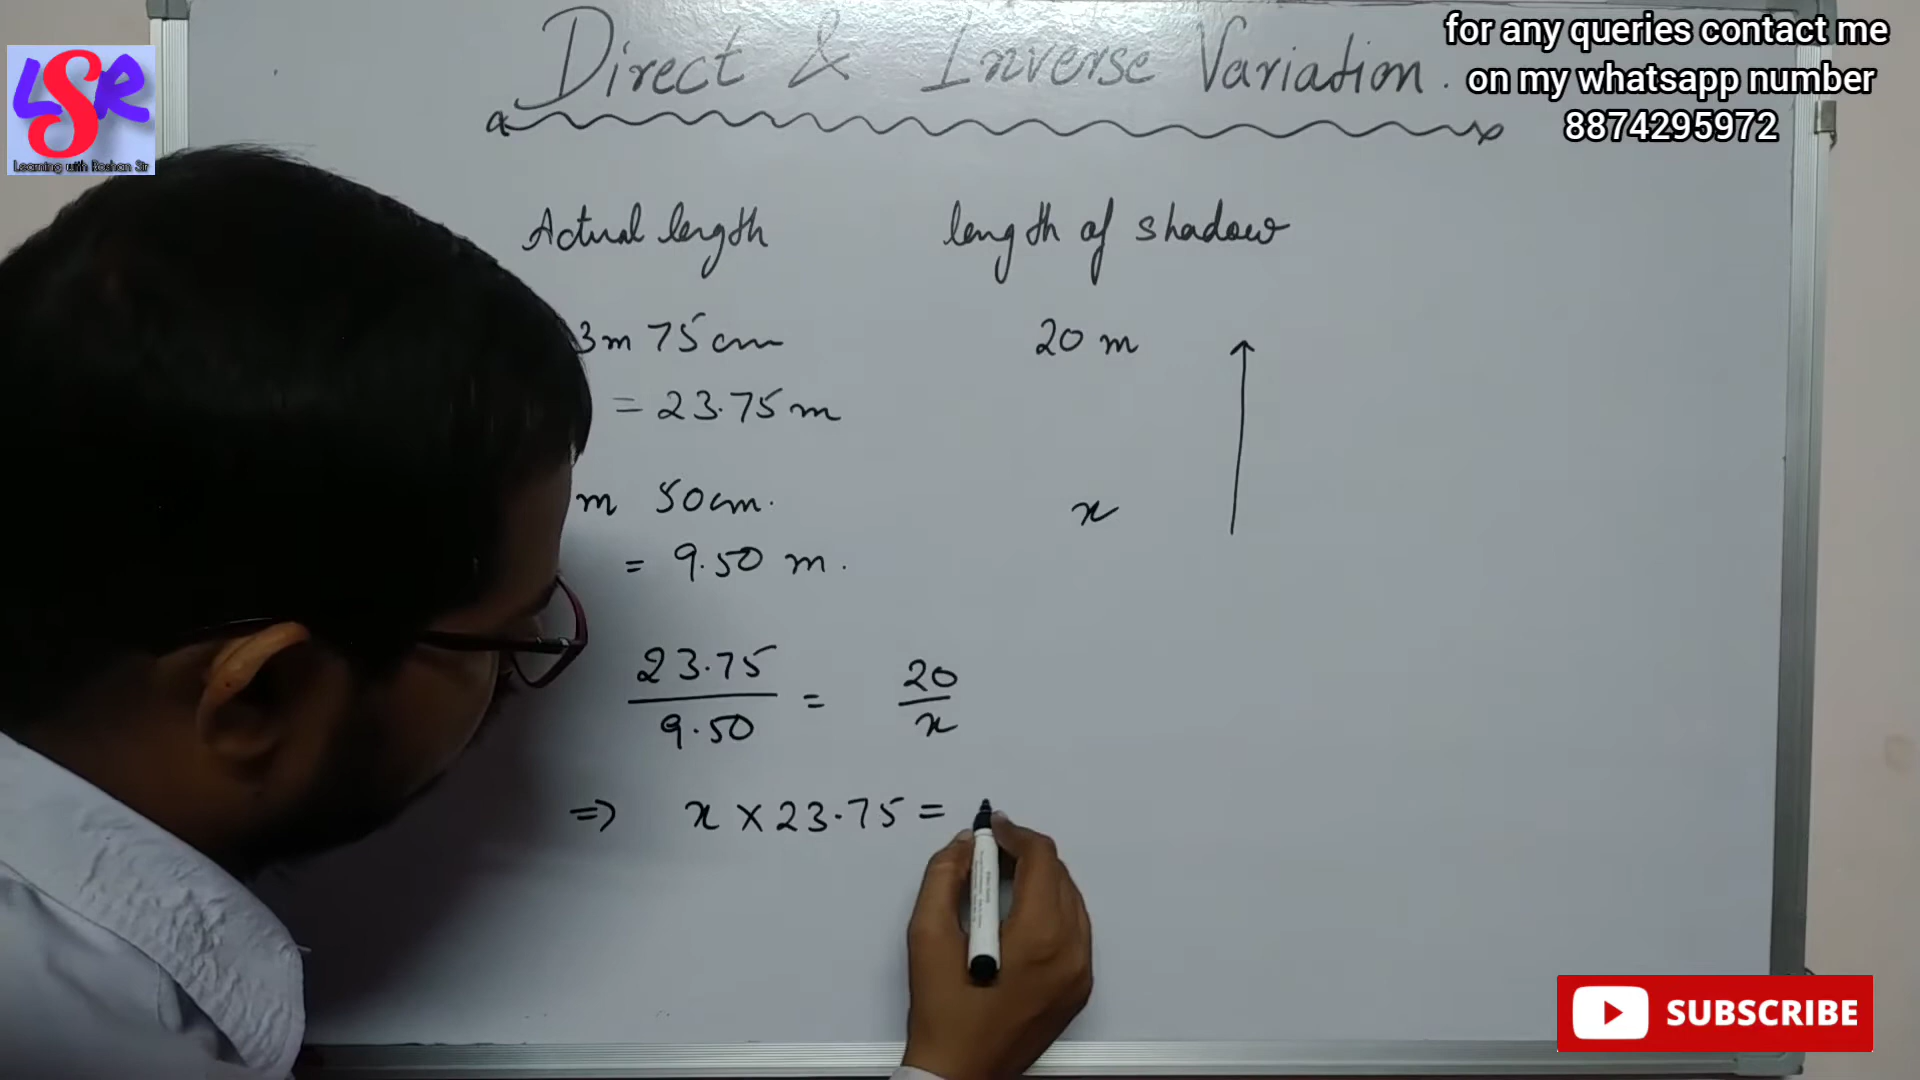 for any queries contact me
on my whatsapp number
8874295972
LSR
Learning with Roshan Sir
Direct & Inverse Variation.
Actual length length of shadow
3m 75cm 20 m
= 23.75 m
m 50cm. x
= 9.50 m.
23.75 / 9.50 = 20 / x
⇒ x × 23.75 =
SUBSCRIBE